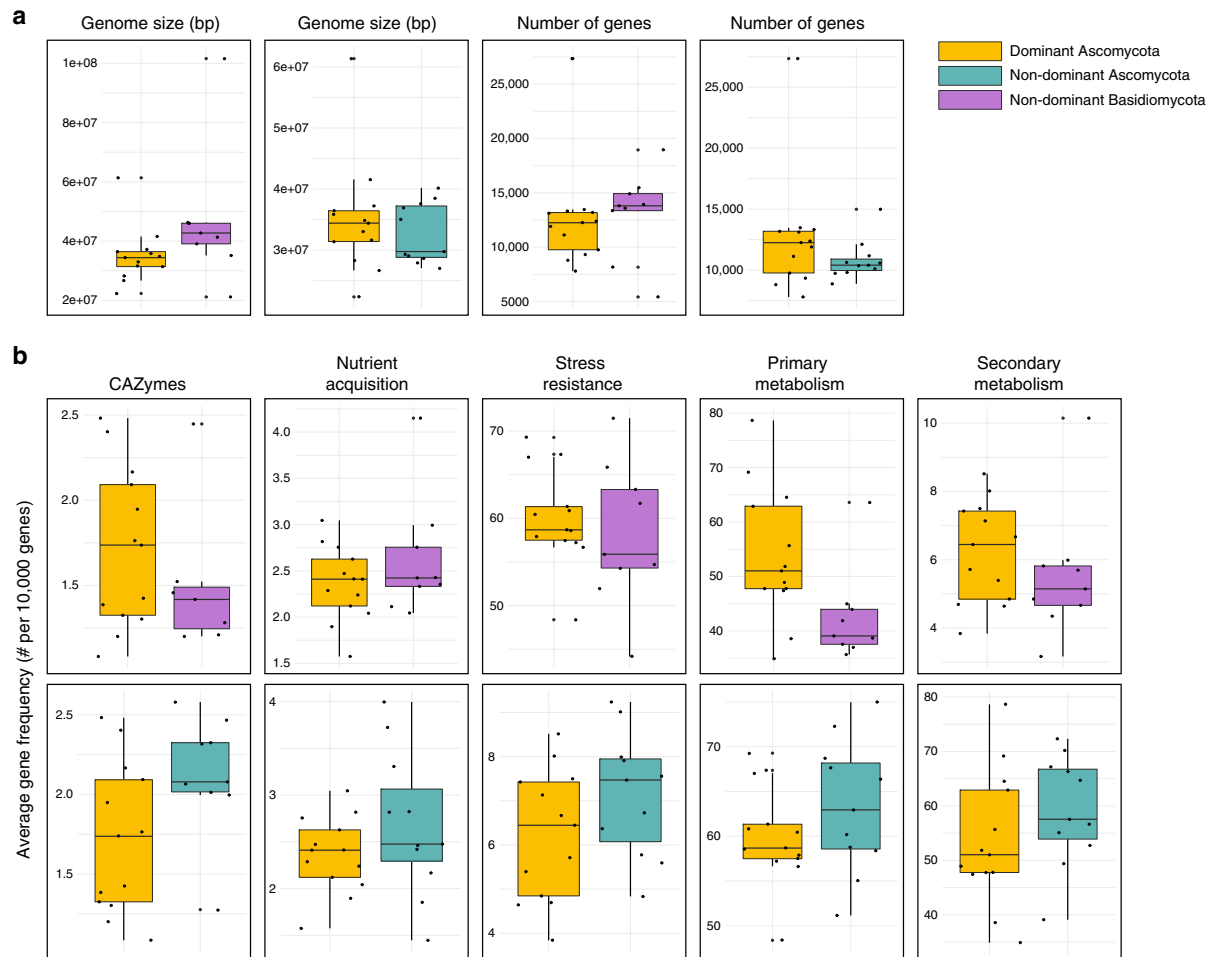 a
Genome size (bp)
Genome size (bp)
Number of genes
Number of genes
1e+08
8e+07
6e+07
4e+07
2e+07
6e+07
5e+07
4e+07
3e+07
25,000
20,000
15,000
10,000
5000
25,000
20,000
15,000
10,000
Dominant Ascomycota
Non-dominant Ascomycota
Non-dominant Basidiomycota
b
Average gene frequency (# per 10,000 genes)
CAZymes
Nutrient
acquisition
Stress
resistance
Primary
metabolism
Secondary
metabolism
2.5
2.0
1.5
4.0
3.5
3.0
2.5
2.0
1.5
70
60
50
80
70
60
50
40
10
8
6
4
2.5
2.0
1.5
4
3
2
8
6
4
70
60
50
80
70
60
50
40